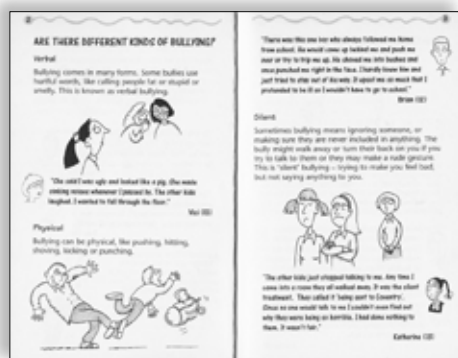 2
ARE THERE DIFFERENT KINDS OF BULLYING?
Verbal
Bullying comes in many forms. Some bullies use
hurtful words, like calling people fat or stupid or
smelly. This is known as verbal bullying.
"She said I was ugly and looked like a pig. She made
oinking noises whenever I passed by. The other kids
laughed. I wanted to fall through the floor."
Physical
Bullying can be physical, like pushing, hitting,
shoving, kicking or punching.
3
"There was this one boy who always followed me home
from school. He would come up behind me and push me
over or try to trip me up. He shoved me into bushes and
once punched me right in the face. I hardly knew him and
just tried to stay out of his way. It upset me so much that I
pretended to be ill so I wouldn't have to go to school."
Brian
Silent
Sometimes bullying means ignoring someone, or
making sure they are never included in anything. The
bully might walk away or turn their back on you if you
try to talk to them or they may make a rude gesture.
This is 'silent' bullying – trying to make you feel bad,
but not saying anything to you.
"The other kids just stopped talking to me. Any time I
came into a room they all walked away. It was the silent
treatment. They called it 'being sent to Coventry'.
Since no one would talk to me I couldn't even find out
why they were being so horrible. I had done nothing to
them. It wasn't fair."
Katherine